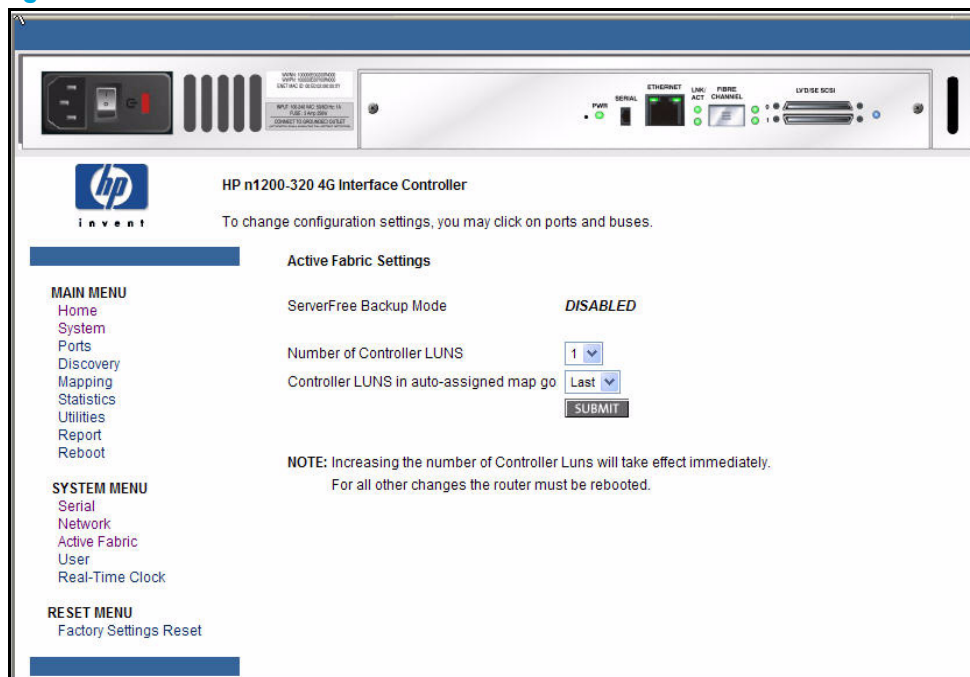 PWR
SERIAL
ETHERNET
LNK/
ACT
FIBRE
CHANNEL
LVD/SE SCSI
0
1
hp
invent
HP n1200-320 4G Interface Controller
To change configuration settings, you may click on ports and buses.
Active Fabric Settings
ServerFree Backup Mode DISABLED
Number of Controller LUNS 1
Controller LUNS in auto-assigned map go Last
SUBMIT
NOTE: Increasing the number of Controller Luns will take effect immediately.
For all other changes the router must be rebooted.
MAIN MENU
Home
System
Ports
Discovery
Mapping
Statistics
Utilities
Report
Reboot
SYSTEM MENU
Serial
Network
Active Fabric
User
Real-Time Clock
RESET MENU
Factory Settings Reset